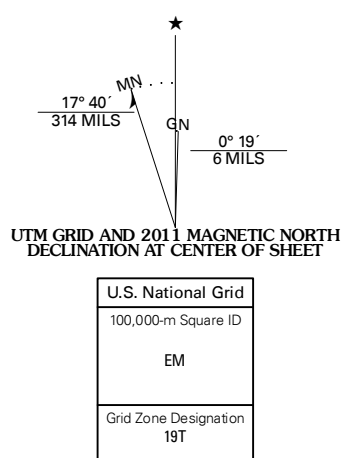 ★
MN
17° 40´
314 MILS
GN
0° 19´
6 MILS
UTM GRID AND 2011 MAGNETIC NORTH
DECLINATION AT CENTER OF SHEET
U.S. National Grid
100,000-m Square ID
EM
Grid Zone Designation
19T